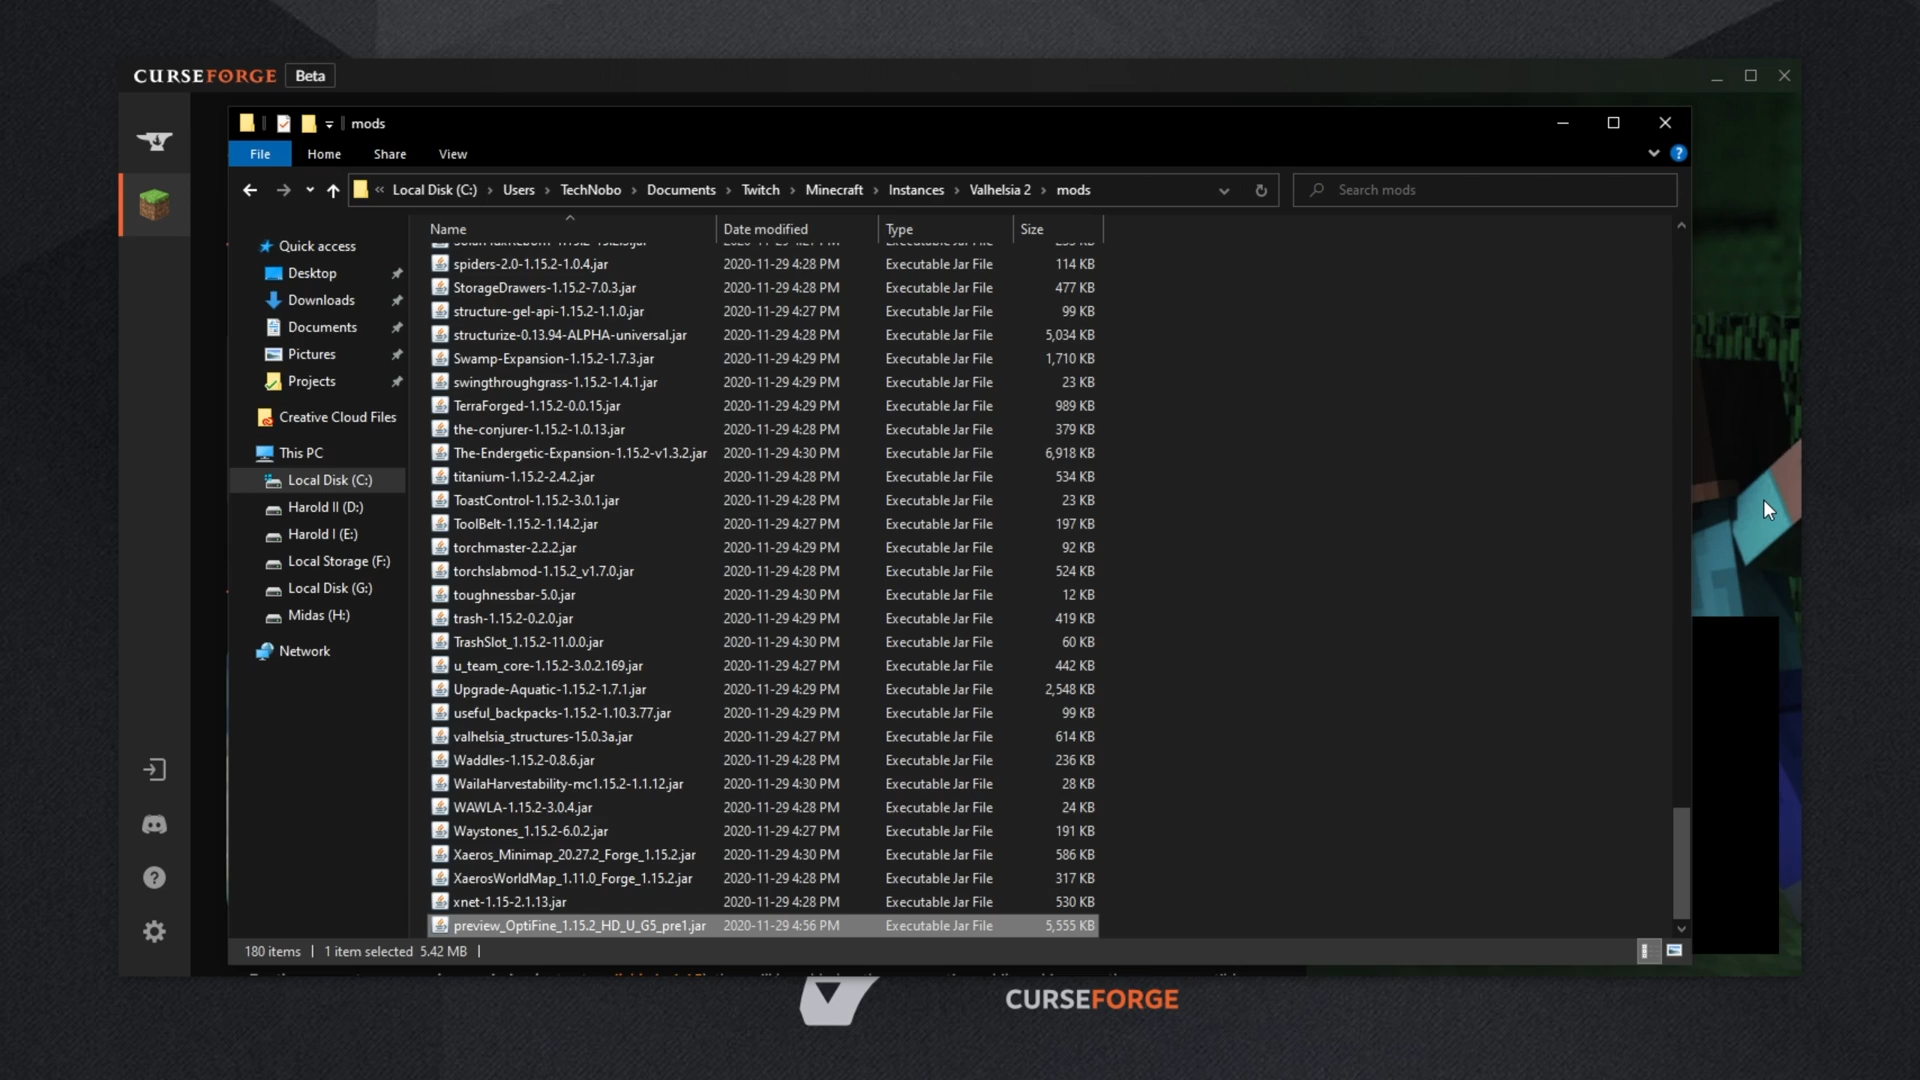 CURSEFORGE Beta
mods
File Home Share View
« Local Disk (C:) › Users › TechNobo › Documents › Twitch › Minecraft › Instances › Valhelsia 2 › mods
Search mods
Name Date modified Type Size
Quick access
Desktop
Downloads
Documents
Pictures
Projects
Creative Cloud Files
This PC
Local Disk (C:)
Harold II (D:)
Harold I (E:)
Local Storage (F:)
Local Disk (G:)
Midas (H:)
Network
spiders-2.0-1.15.2-1.0.4.jar 2020-11-29 4:28 PM Executable Jar File 114 KB
StorageDrawers-1.15.2-7.0.3.jar 2020-11-29 4:28 PM Executable Jar File 477 KB
structure-gel-api-1.15.2-1.1.0.jar 2020-11-29 4:27 PM Executable Jar File 99 KB
structurize-0.13.94-ALPHA-universal.jar 2020-11-29 4:28 PM Executable Jar File 5,034 KB
Swamp-Expansion-1.15.2-1.7.3.jar 2020-11-29 4:29 PM Executable Jar File 1,710 KB
swingthroughgrass-1.15.2-1.4.1.jar 2020-11-29 4:29 PM Executable Jar File 23 KB
TerraForged-1.15.2-0.0.15.jar 2020-11-29 4:29 PM Executable Jar File 989 KB
the-conjurer-1.15.2-1.0.13.jar 2020-11-29 4:28 PM Executable Jar File 379 KB
The-Endergetic-Expansion-1.15.2-v1.3.2.jar 2020-11-29 4:30 PM Executable Jar File 6,918 KB
titanium-1.15.2-2.4.2.jar 2020-11-29 4:28 PM Executable Jar File 534 KB
ToastControl-1.15.2-3.0.1.jar 2020-11-29 4:28 PM Executable Jar File 23 KB
ToolBelt-1.15.2-1.14.2.jar 2020-11-29 4:27 PM Executable Jar File 197 KB
torchmaster-2.2.2.jar 2020-11-29 4:29 PM Executable Jar File 92 KB
torchslabmod-1.15.2_v1.7.0.jar 2020-11-29 4:28 PM Executable Jar File 524 KB
toughnessbar-5.0.jar 2020-11-29 4:30 PM Executable Jar File 12 KB
trash-1.15.2-0.2.0.jar 2020-11-29 4:29 PM Executable Jar File 419 KB
TrashSlot_1.15.2-11.0.0.jar 2020-11-29 4:30 PM Executable Jar File 60 KB
u_team_core-1.15.2-3.0.2.169.jar 2020-11-29 4:27 PM Executable Jar File 442 KB
Upgrade-Aquatic-1.15.2-1.7.1.jar 2020-11-29 4:29 PM Executable Jar File 2,548 KB
useful_backpacks-1.15.2-1.10.3.77.jar 2020-11-29 4:29 PM Executable Jar File 99 KB
valhelsia_structures-15.0.3a.jar 2020-11-29 4:27 PM Executable Jar File 614 KB
Waddles-1.15.2-0.8.6.jar 2020-11-29 4:28 PM Executable Jar File 236 KB
WailaHarvestability-mc1.15.2-1.1.12.jar 2020-11-29 4:30 PM Executable Jar File 28 KB
WAWLA-1.15.2-3.0.4.jar 2020-11-29 4:28 PM Executable Jar File 24 KB
Waystones_1.15.2-6.0.2.jar 2020-11-29 4:27 PM Executable Jar File 191 KB
Xaeros_Minimap_20.27.2_Forge_1.15.2.jar 2020-11-29 4:30 PM Executable Jar File 586 KB
XaerosWorldMap_1.11.0_Forge_1.15.2.jar 2020-11-29 4:28 PM Executable Jar File 317 KB
xnet-1.15-2.1.13.jar 2020-11-29 4:28 PM Executable Jar File 530 KB
preview_OptiFine_1.15.2_HD_U_G5_pre1.jar 2020-11-29 4:56 PM Executable Jar File 5,555 KB
180 items 1 item selected 5.42 MB
CURSEFORGE